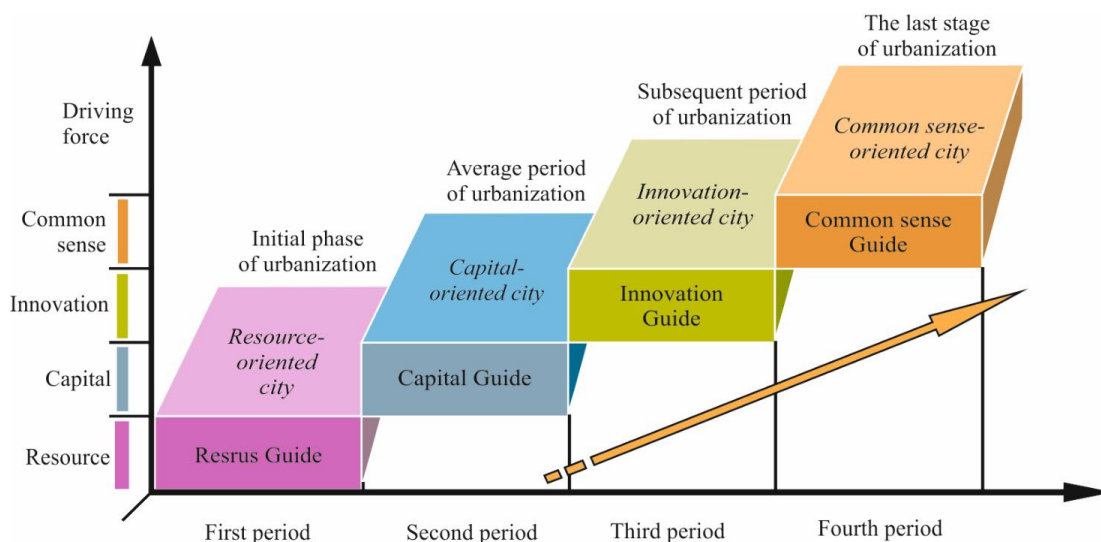 The last stage
of urbanization
Driving
force
Subsequent period
of urbanization
Common sense-
oriented city
Average period
of urbanization
Innovation-
oriented city
Common
sense
Initial phase
of urbanization
Common sense
Guide
Capital-
oriented city
Innovation
Innovation
Guide
Resource-
oriented
city
Capital
Capital Guide
Resource
Resrus Guide
First period
Second period
Third period
Fourth period